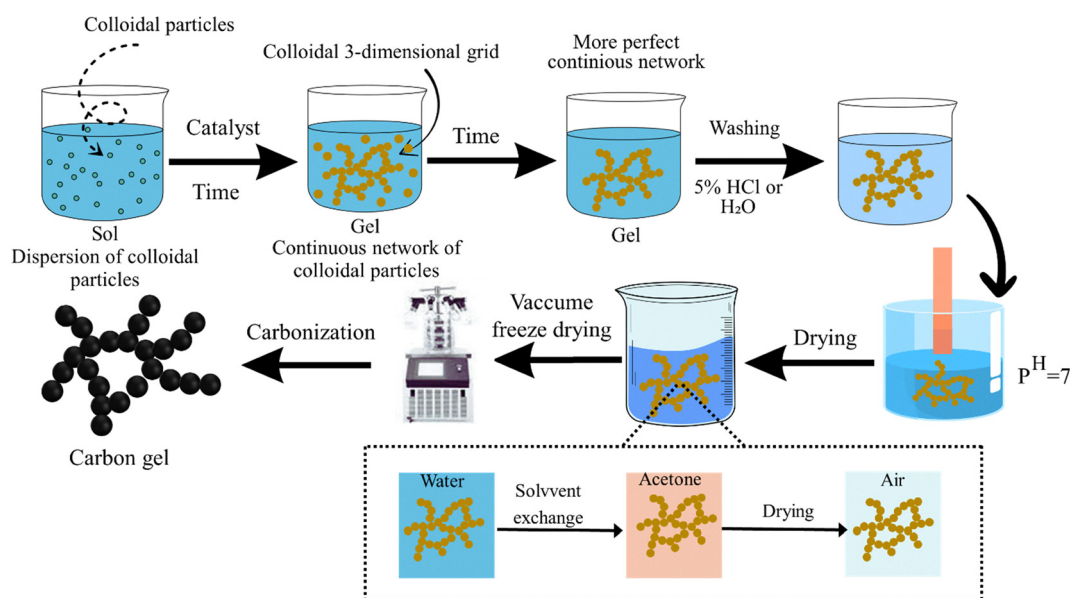 Colloidal particles
Colloidal 3-dimensional grid
More perfect
continious network
Catalyst
Time
Time
Washing
5% HCl or
H₂O
Sol
Dispersion of colloidal
particles
Gel
Continuous network of
colloidal particles
Gel
Carbonization
Vaccume
freeze drying
Drying
P^H=7
Carbon gel
Water
Solvvent
exchange
Acetone
Drying
Air